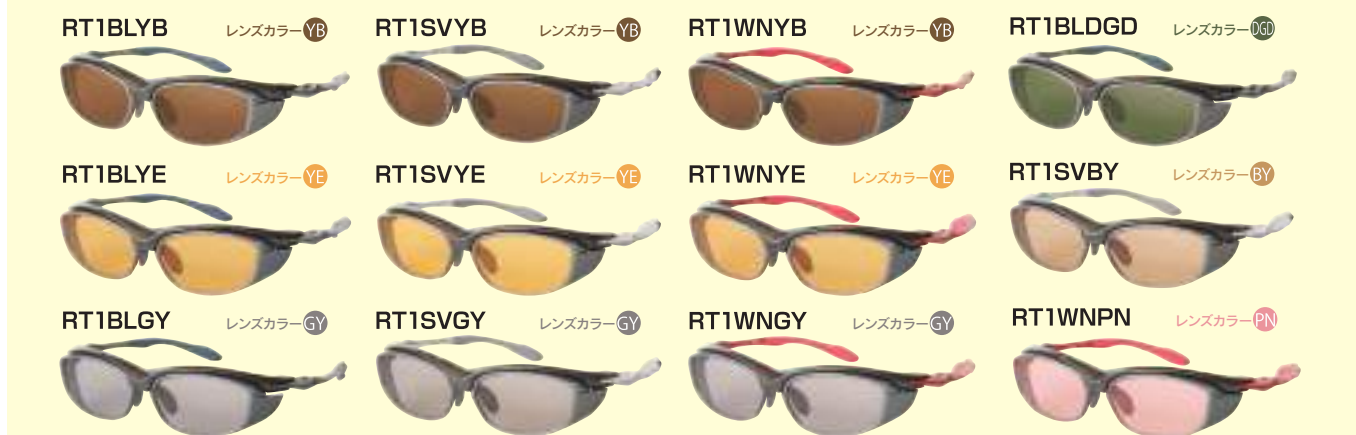 RT1BLYB レンズカラー YB
RT1SVYB レンズカラー YB
RT1WNYB レンズカラー YB
RT1BLDGD レンズカラー DGD
RT1BLYE レンズカラー YE
RT1SVYE レンズカラー YE
RT1WNYE レンズカラー YE
RT1SVBY レンズカラー BY
RT1BLGY レンズカラー GY
RT1SVGY レンズカラー GY
RT1WNGY レンズカラー GY
RT1WNPN レンズカラー PN